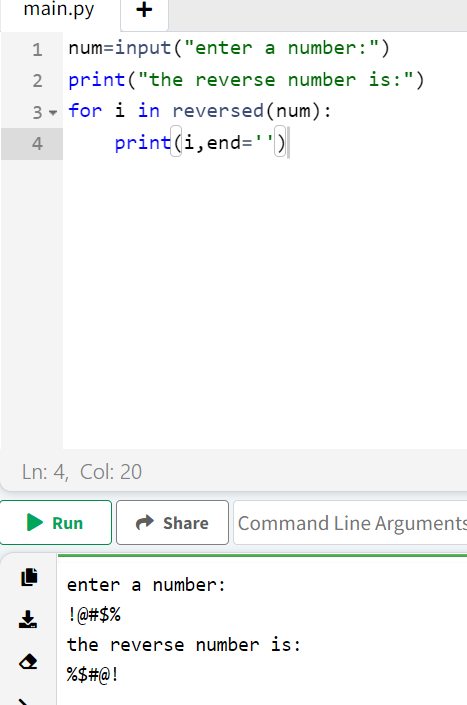 main.py +
1 num=input("enter a number:")
2 print("the reverse number is:")
3 for i in reversed(num):
4     print(i,end='')
Ln: 4, Col: 20
Run Share Command Line Arguments
enter a number:
!@#$%
the reverse number is:
%$#@!